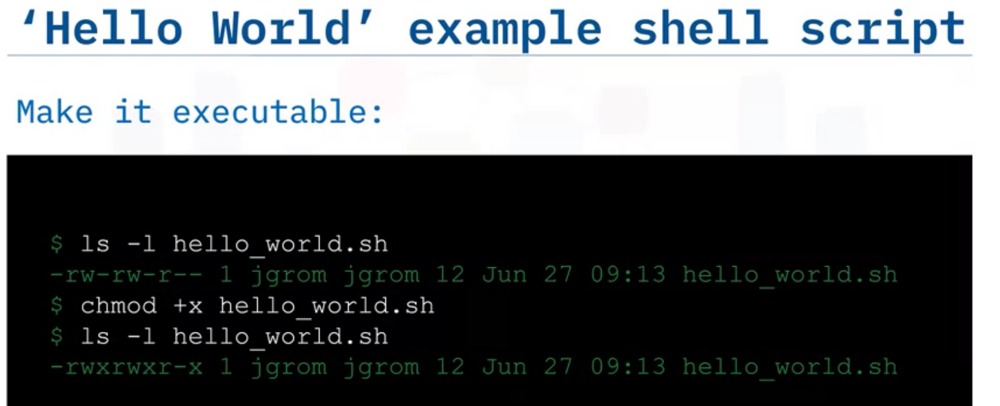 ‘Hello World’ example shell script
Make it executable:
$ ls -l hello_world.sh
-rw-rw-r-- 1 jgrom jgrom 12 Jun 27 09:13 hello_world.sh
$ chmod +x hello_world.sh
$ ls -l hello_world.sh
-rwxrwxr-x 1 jgrom jgrom 12 Jun 27 09:13 hello_world.sh